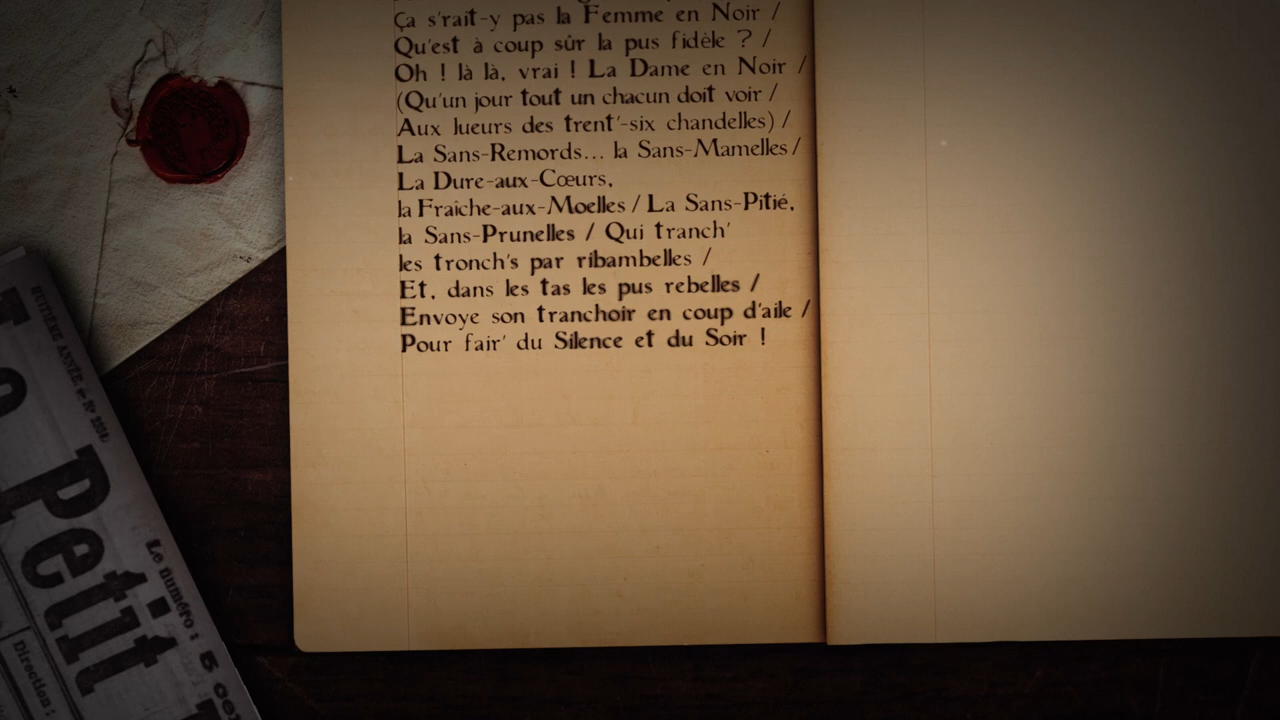 Ça s'rait-y pas la Femme en Noir /
Qu'est à coup sûr la pus fidèle ? /
Oh ! là là, vrai ! La Dame en Noir /
(Qu'un jour tout un chacun doit voir /
Aux lueurs des trent'-six chandelles) /
La Sans-Remords... la Sans-Mamelles /
La Dure-aux-Cœurs,
la Fraîche-aux-Moelles / La Sans-Pitié,
la Sans-Prunelles / Qui tranch'
les tronch's par ribambelles /
Et, dans les tas les pus rebelles /
Envoye son tranchoir en coup d'aile /
Pour fair' du Silence et du Soir !
HUITIÈME ANNÉE
Petit
Le numéro : 5
Direction :